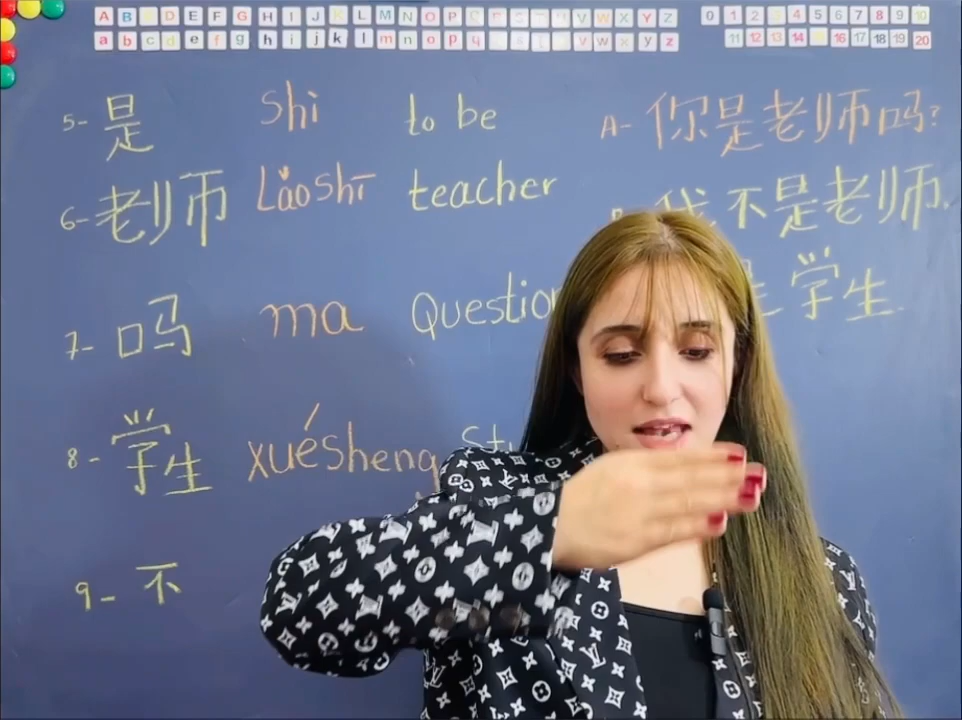 A B C D E F G H I J K L M N O P Q R S T U V W X Y Z
a b c d e f g h i j k l m n o p q r s t u v w x y z
0 1 2 3 4 5 6 7 8 9 10
11 12 13 14 15 16 17 18 19 20
5- 是 shì to be
6- 老师 Lǎoshī teacher
7- 吗 ma
8- 学生 xuésheng
9- 不
A- 你是老师吗?
不是老师.
学生.